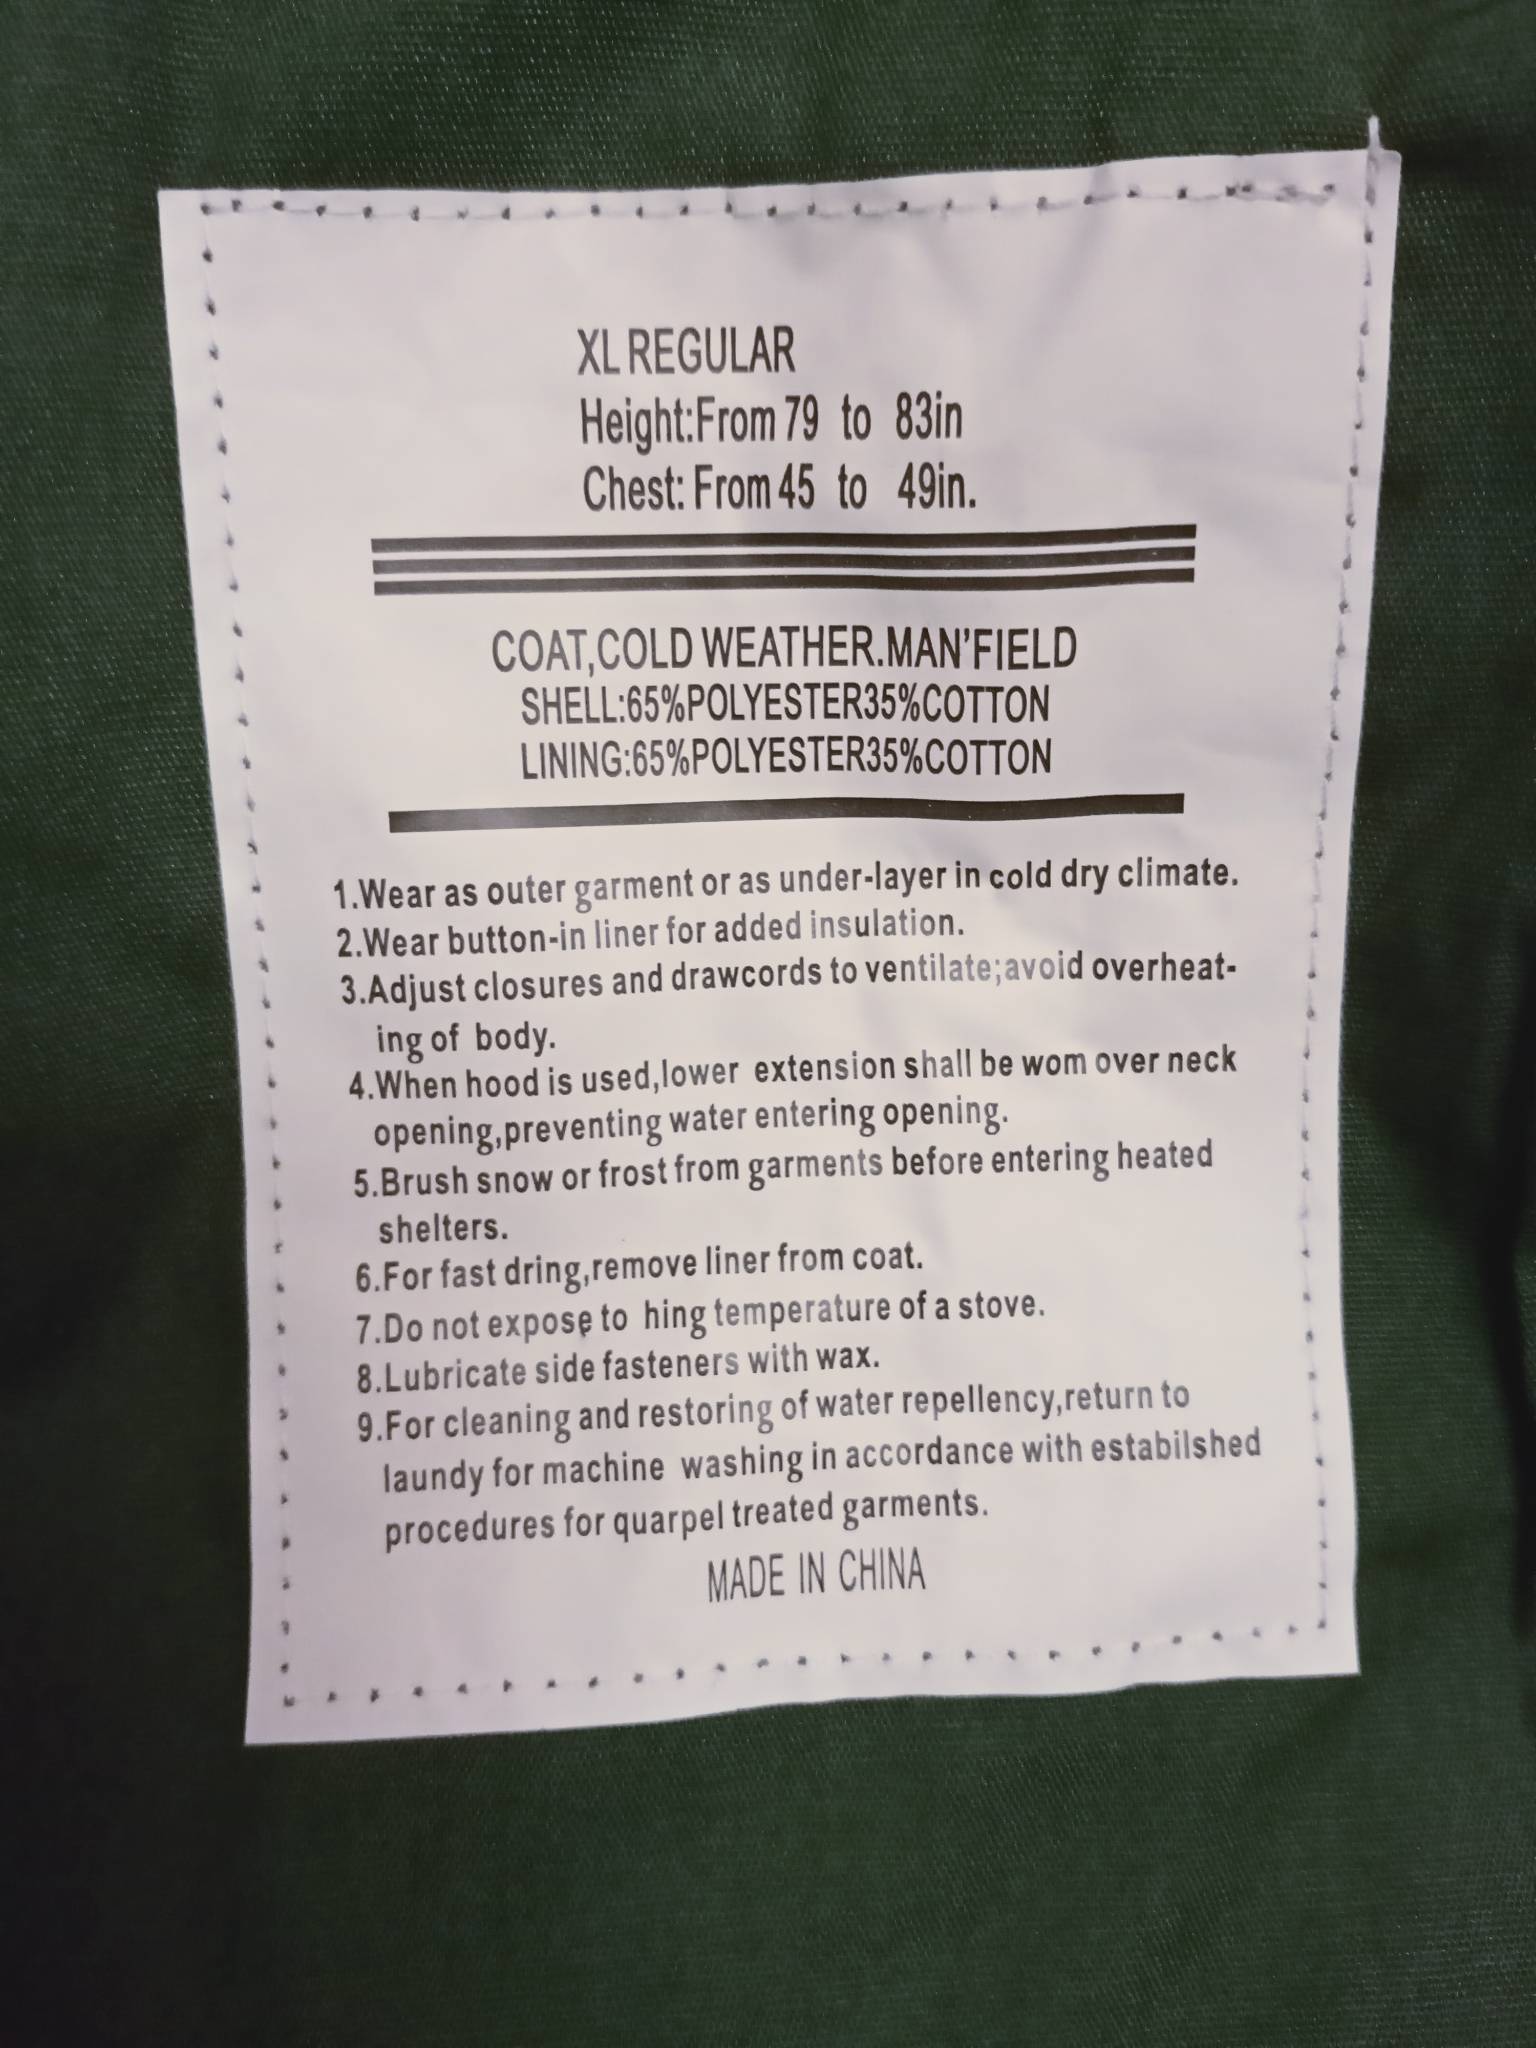 XL REGULAR
Height:From 79 to 83in
Chest: From 45 to 49in.
COAT,COLD WEATHER.MAN'FIELD
SHELL:65%POLYESTER35%COTTON
LINING:65%POLYESTER35%COTTON
1.Wear as outer garment or as under-layer in cold dry climate.
2.Wear button-in liner for added insulation.
3.Adjust closures and drawcords to ventilate;avoid overheat-
ing of body.
4.When hood is used,lower extension shall be wom over neck
opening,preventing water entering opening.
5.Brush snow or frost from garments before entering heated
shelters.
6.For fast dring,remove liner from coat.
7.Do not expose to hing temperature of a stove.
8.Lubricate side fasteners with wax.
9.For cleaning and restoring of water repellency,return to
laundy for machine washing in accordance with estabilshed
procedures for quarpel treated garments.
MADE IN CHINA